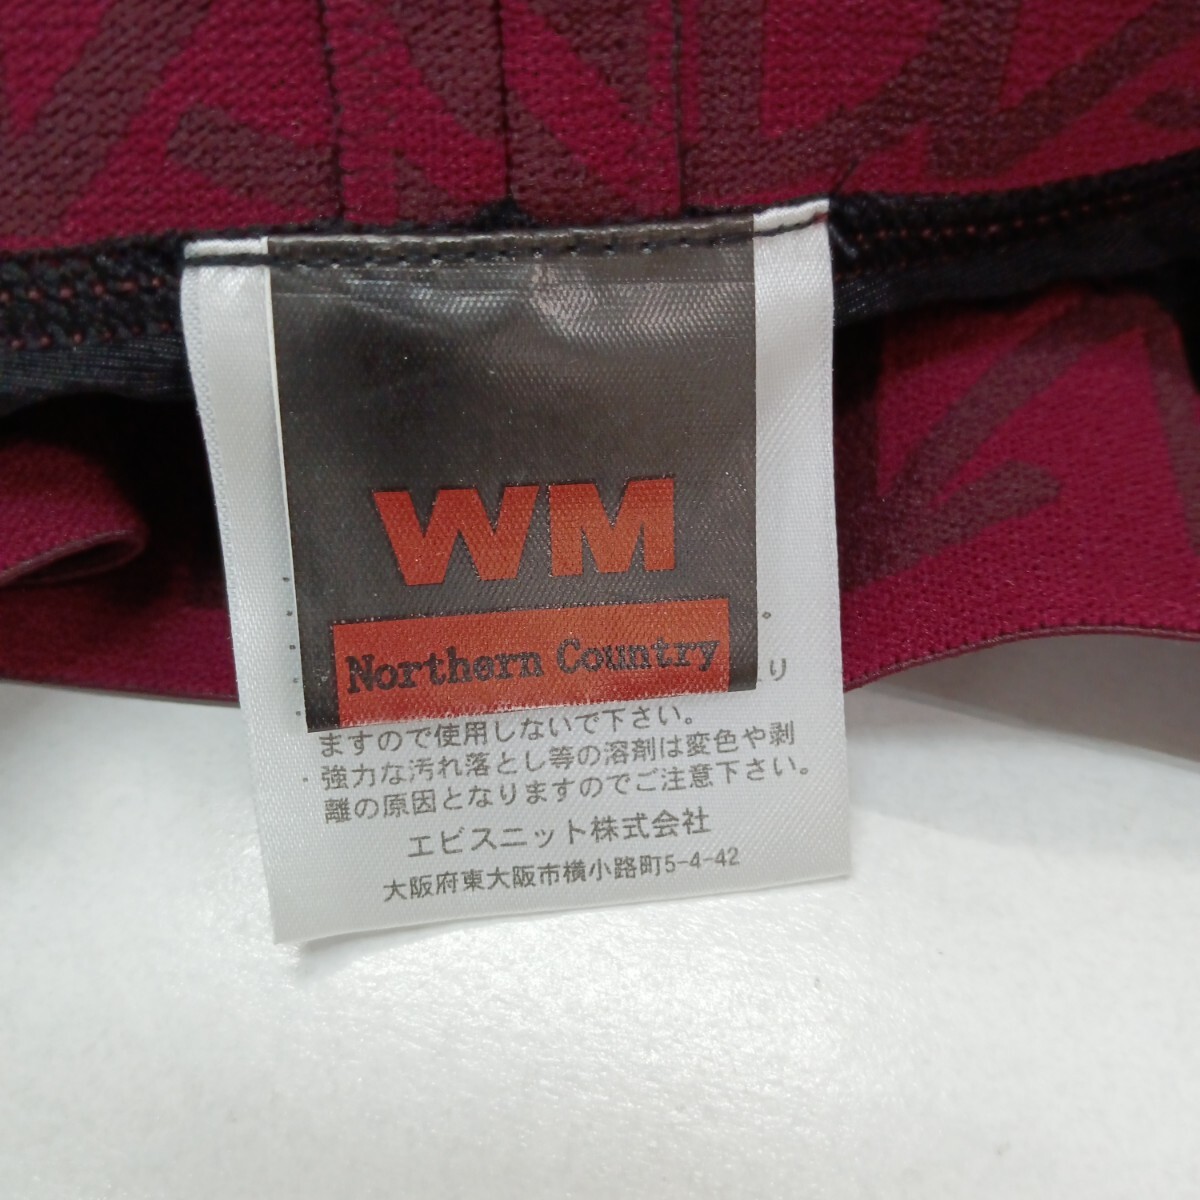 WM
Northern Country
り
ますので使用しないで下さい。
・強力な汚れ落とし等の溶剤は変色や剥
離の原因となりますのでご注意下さい。
エビスニット株式会社
大阪府東大阪市横小路町5-4-42